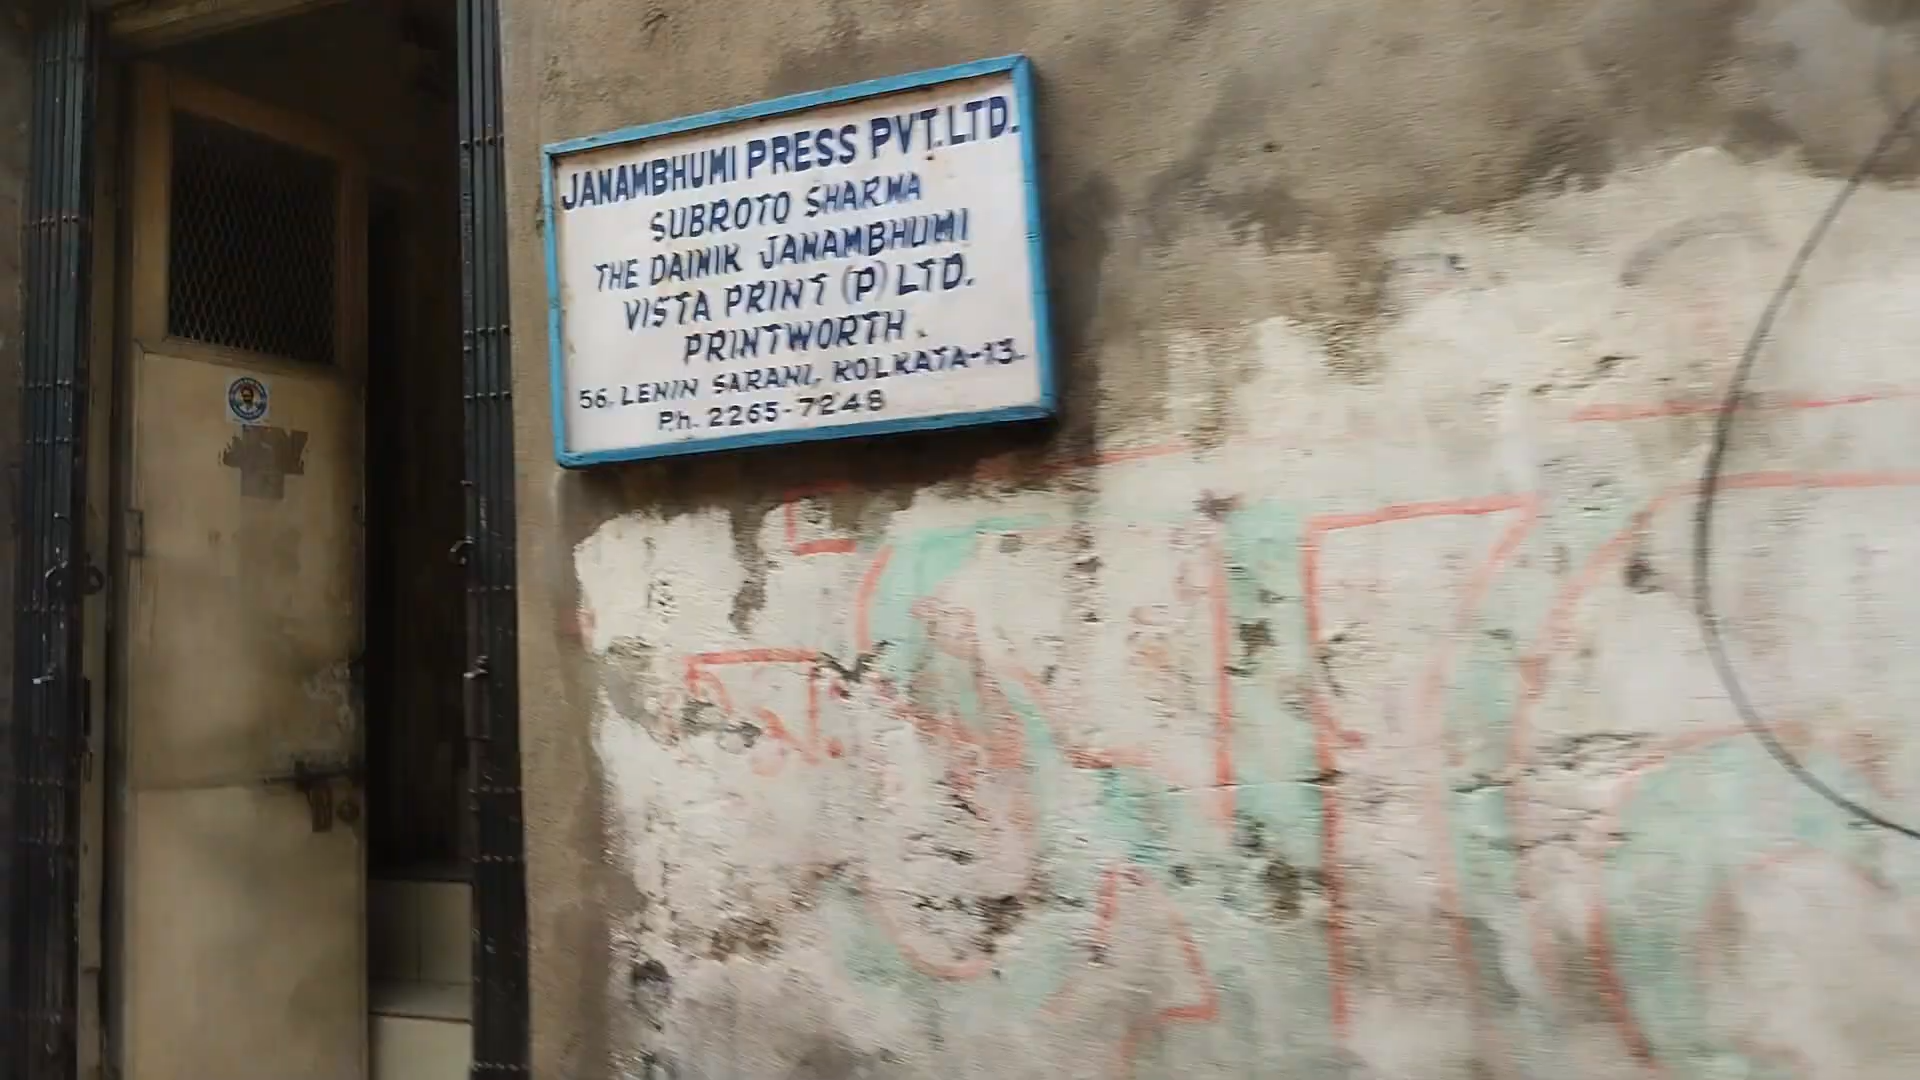 JANAMBHUMI PRESS PVT.LTD.
SUBROTO SHARMA
THE DAINIK JANAMBHUMI
VISTA PRINT (P) LTD.
PRINTWORTH.
56, LENIN SARANI, KOLKATA-13.
Ph. 2265-7248